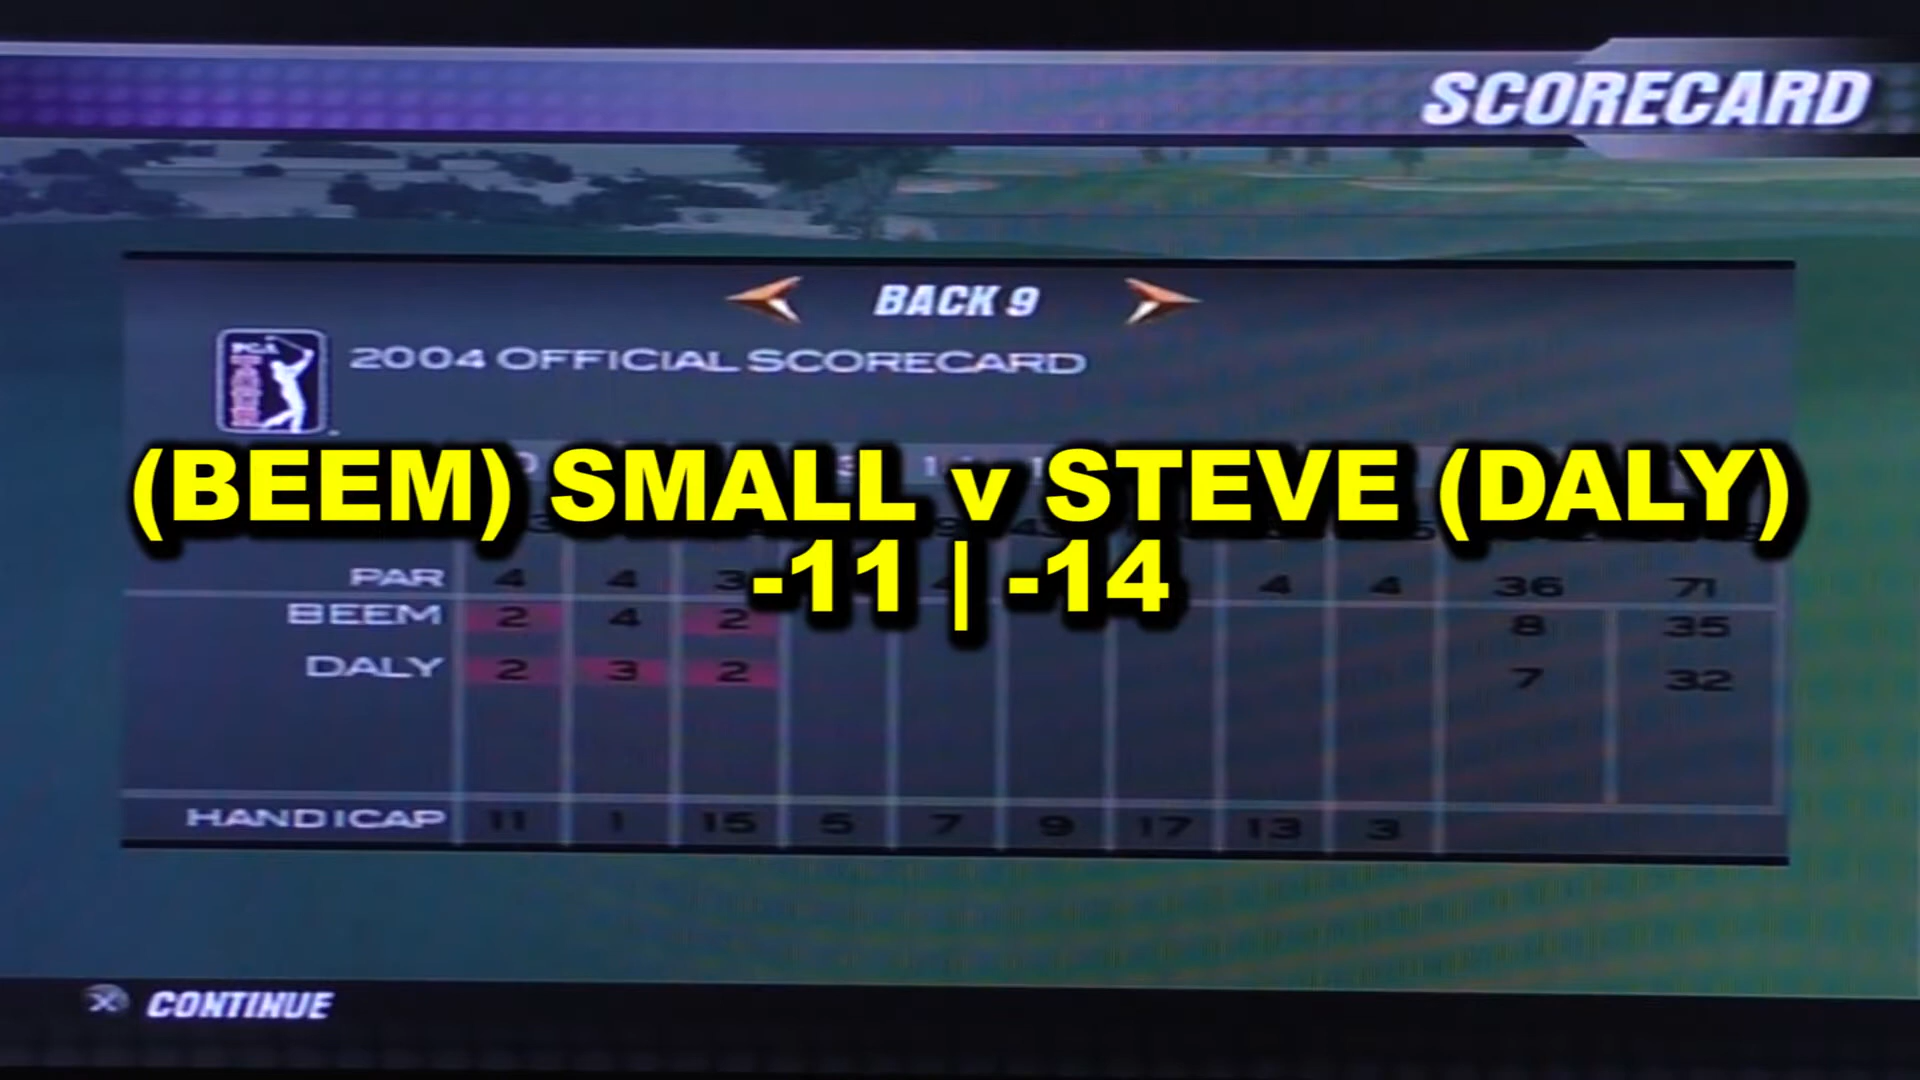 SCORECARD
BACK 9
PGA
2004 OFFICIAL SCORECARD
(BEEM) SMALL v STEVE (DALY)
-11 | -14
PAR 4 4 3 4 4 36 71
BEEM 2 4 2 8 35
DALY 2 3 2 7 32
HANDICAP 11 1 15 5 7 9 17 13 3
CONTINUE